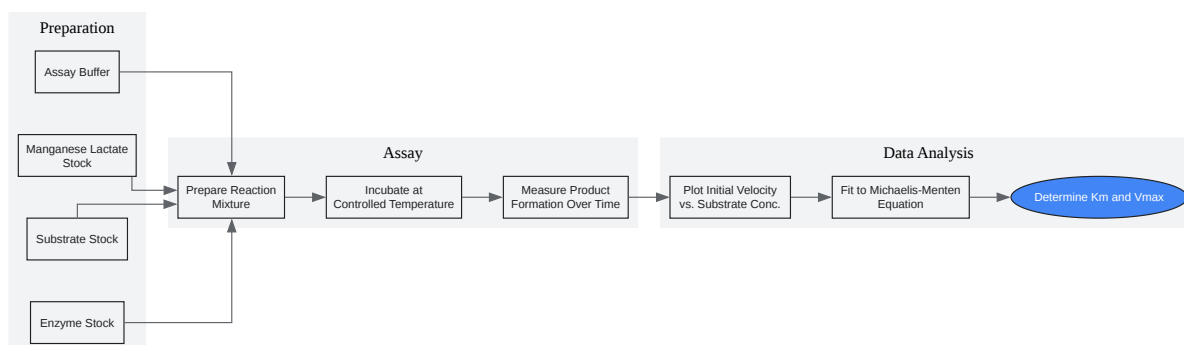 Preparation
Assay Buffer
Manganese Lactate
Stock
Substrate Stock
Enzyme Stock
Assay
Prepare Reaction
Mixture
Incubate at
Controlled Temperature
Measure Product
Formation Over Time
Data Analysis
Plot Initial Velocity
vs. Substrate Conc.
Fit to Michaelis-Menten
Equation
Determine Km and Vmax